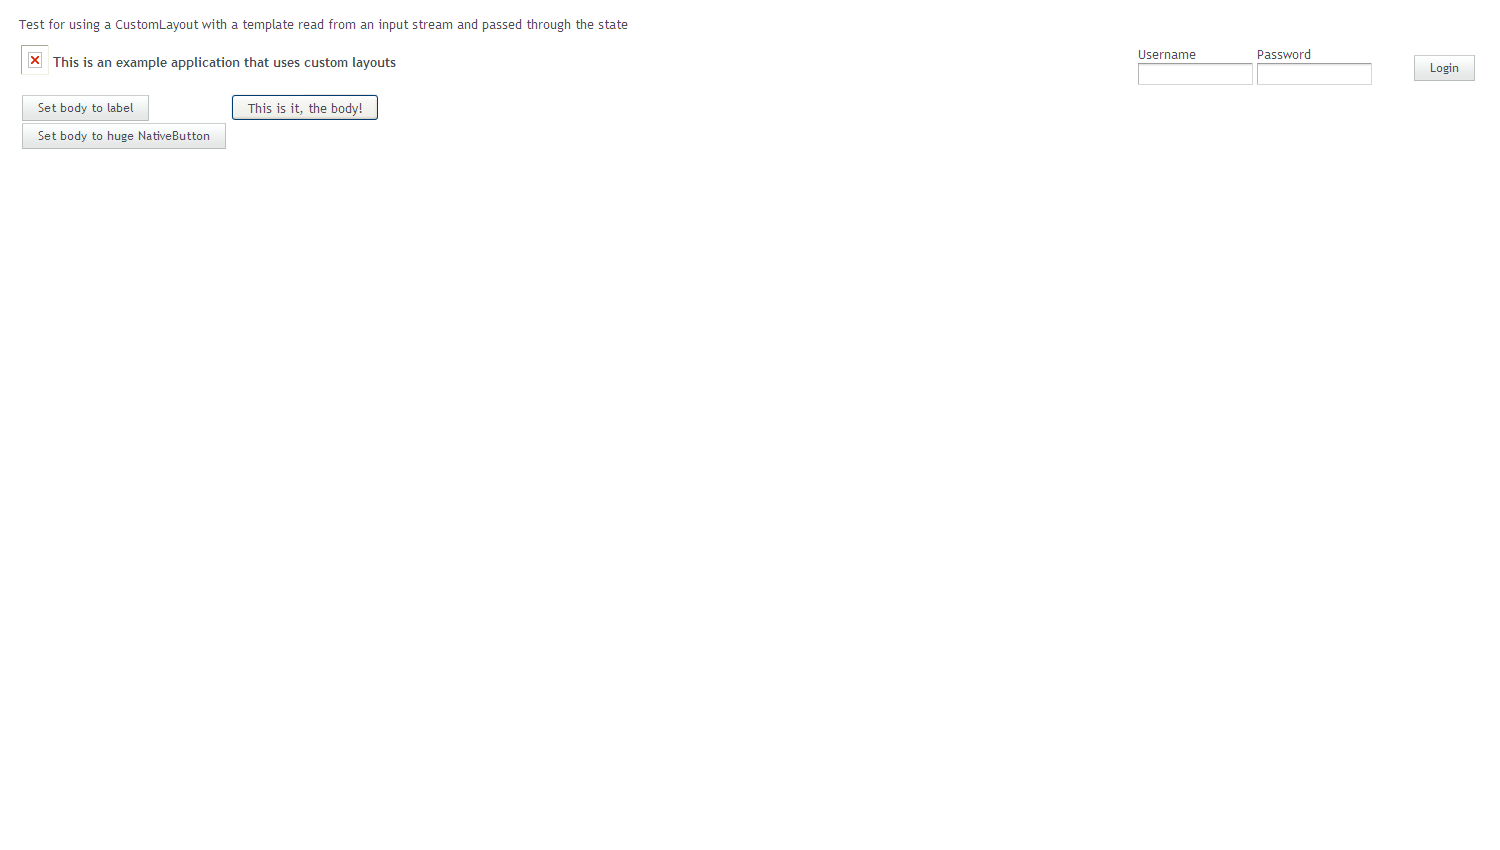 Test for using a CustomLayout with a template read from an input stream and passed through the state
This is an example application that uses custom layouts
Username Password
Login
Set body to label
This is it, the body!
Set body to huge NativeButton